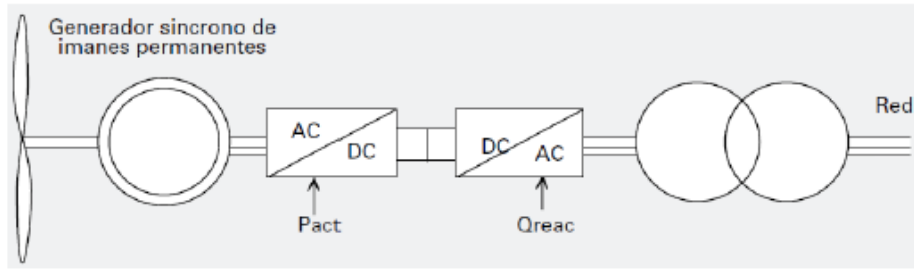 Generador sincrono de
imanes permanentes
Red
AC
DC
DC
AC
Pact
Qreac